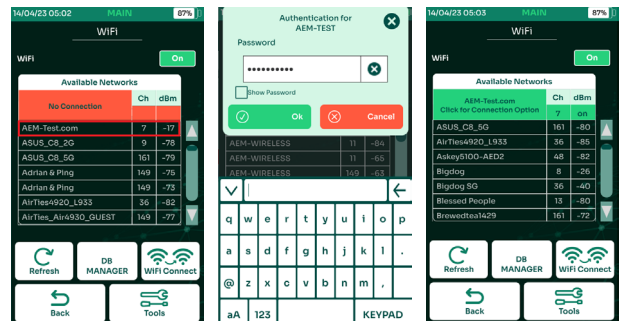 14/04/23 05:02 MAIN 87%
WiFi
WiFi On
Available Networks
No Connection Ch dBm
AEM-Test.com 7 -17
ASUS_C8_2G 9 -78
ASUS_C8_5G 161 -79
Adrian & Ping 149 -75
Adrian & Ping 149 -73
AirTies4920_L933 36 -82
AirTies_Air4930_GUEST 149 -77
Refresh
DB
MANAGER
WiFi Connect
Back
Tools
Authentication for
AEM-TEST
Password
••••••••••
Show Password
Ok
Cancel
AEM-WIRELESS 11 -84
AEM-WIRELESS 11 -65
AEM-WIRELESS 149 -63
q w e r t y u i o p
a s d f g h j k l .
@ z x c v b n m ,
aA 123 KEYPAD
14/04/23 05:03 MAIN 87%
WiFi
WiFi On
Available Networks
AEM-Test.com Ch dBm
Click for Connection Option 7 on
ASUS_C8_5G 161 -80
AirTies4920_L933 36 -85
Askey5100-AED2 48 -82
Bigdog 8 -26
Bigdog 5G 36 -40
Blessed People 13 -80
Brewedtea1429 161 -72
Refresh
DB
MANAGER
WiFi Connect
Back
Tools